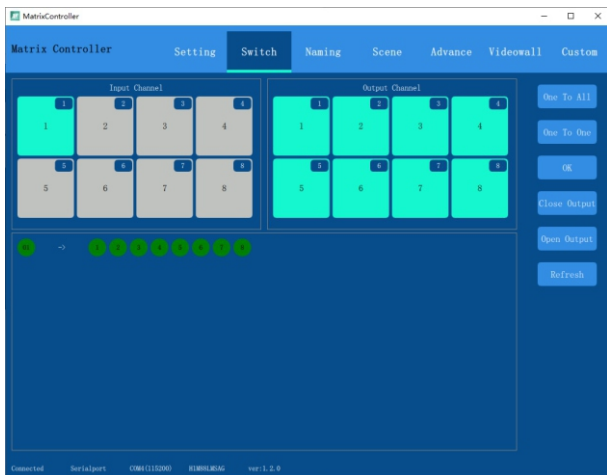 MatrixController
Matrix Controller Setting Switch Naming Scene Advance Videowall Custom
Input Channel Output Channel
1 2 3 4 1 2 3 4 One To All
1 2 3 4 1 2 3 4 One To One
5 6 7 8 5 6 7 8 OK
5 6 7 8 5 6 7 8 Close Output
-> 1 2 3 4 5 6 7 8 Open Output
Refresh
Connected Serialport COM4(115200) ver:1.2.0